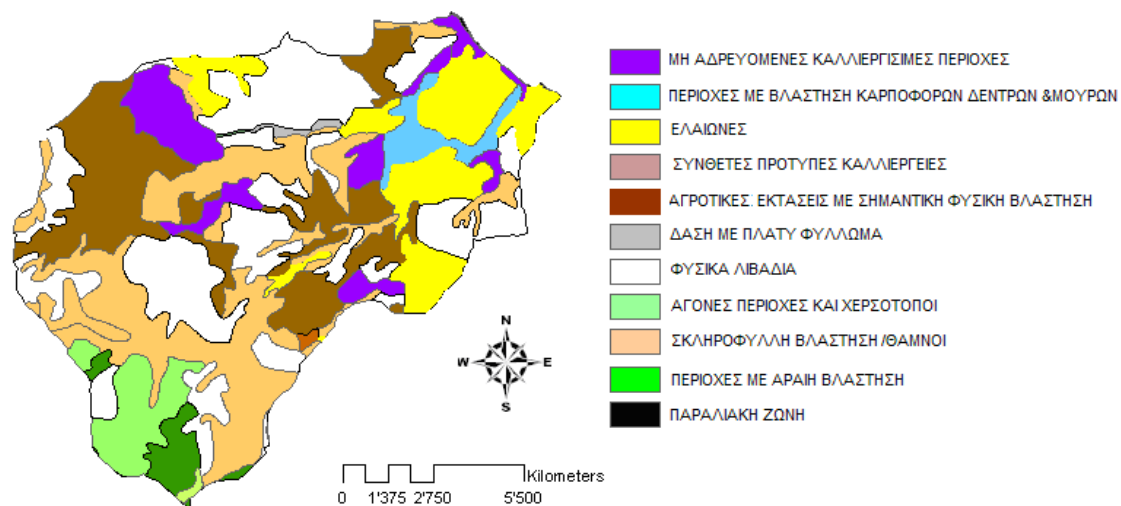 ΜΗ ΑΔΡΕΥΟΜΕΝΕΣ ΚΑΛΛΙΕΡΓΙΣΙΜΕΣ ΠΕΡΙΟΧΕΣ
ΠΕΡΙΟΧΕΣ ΜΕ ΒΛΑΣΤΗΣΗ ΚΑΡΠΟΦΟΡΩΝ ΔΕΝΤΡΩΝ &ΜΟΥΡΩΝ
ΕΛΑΙΩΝΕΣ
ΣΥΝΘΕΤΕΣ ΠΡΟΤΥΠΕΣ ΚΑΛΛΙΕΡΓΕΙΕΣ
ΑΓΡΟΤΙΚΕΣ ΕΚΤΑΣΕΙΣ ΜΕ ΣΗΜΑΝΤΙΚΗ ΦΥΣΙΚΗ ΒΛΑΣΤΗΣΗ
ΔΑΣΗ ΜΕ ΠΛΑΤΥ ΦΥΛΛΩΜΑ
ΦΥΣΙΚΑ ΛΙΒΑΔΙΑ
ΑΓΟΝΕΣ ΠΕΡΙΟΧΕΣ ΚΑΙ ΧΕΡΣΟΤΟΠΟΙ
ΣΚΛΗΡΟΦΥΛΛΗ ΒΛΑΣΤΗΣΗ /ΘΑΜΝΟΙ
ΠΕΡΙΟΧΕΣ ΜΕ ΑΡΑΙΗ ΒΛΑΣΤΗΣΗ
ΠΑΡΑΛΙΑΚΗ ΖΩΝΗ
N
W E
S
Kilometers
0 1'375 2'750 5'500